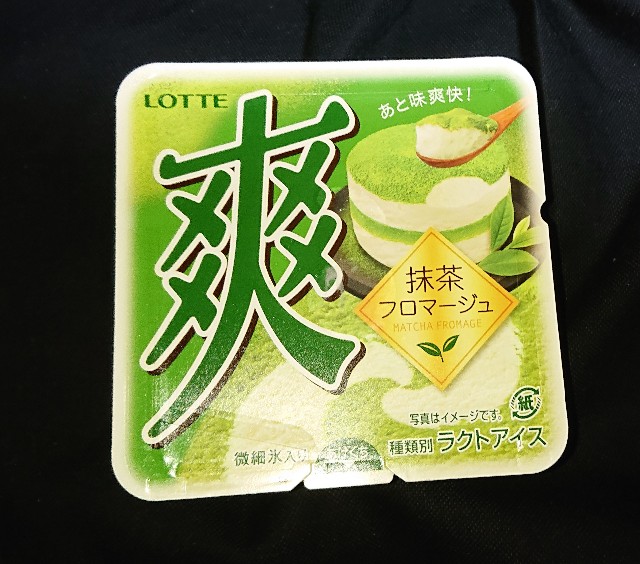 LOTTE
あと味爽快!
爽
抹茶
フロマージュ
MATCHA FROMAGE
写真はイメージです。
紙
種類別 ラクトアイス
微細氷入り